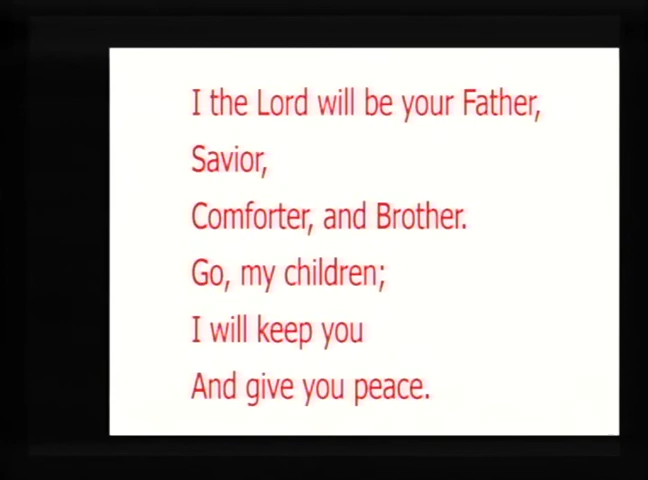 I the Lord will be your Father,
Savior,
Comforter, and Brother.
Go, my children;
I will keep you
And give you peace.